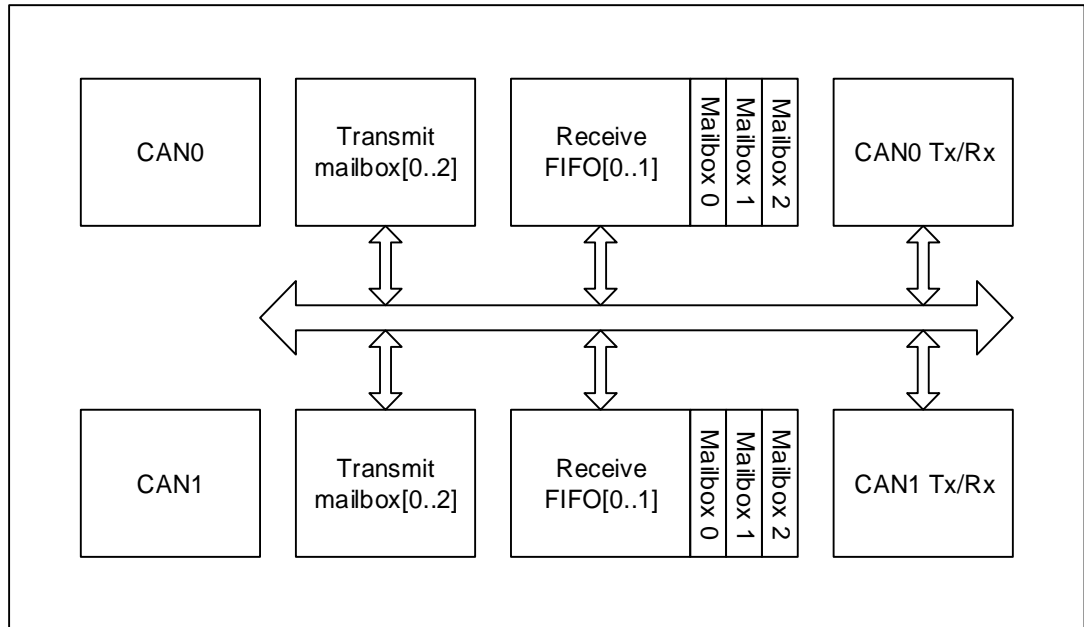 CAN0
Transmit
mailbox[0..2]
Receive
FIFO[0..1]
Mailbox 0
Mailbox 1
Mailbox 2
CAN0 Tx/Rx
CAN1
Transmit
mailbox[0..2]
Receive
FIFO[0..1]
Mailbox 0
Mailbox 1
Mailbox 2
CAN1 Tx/Rx